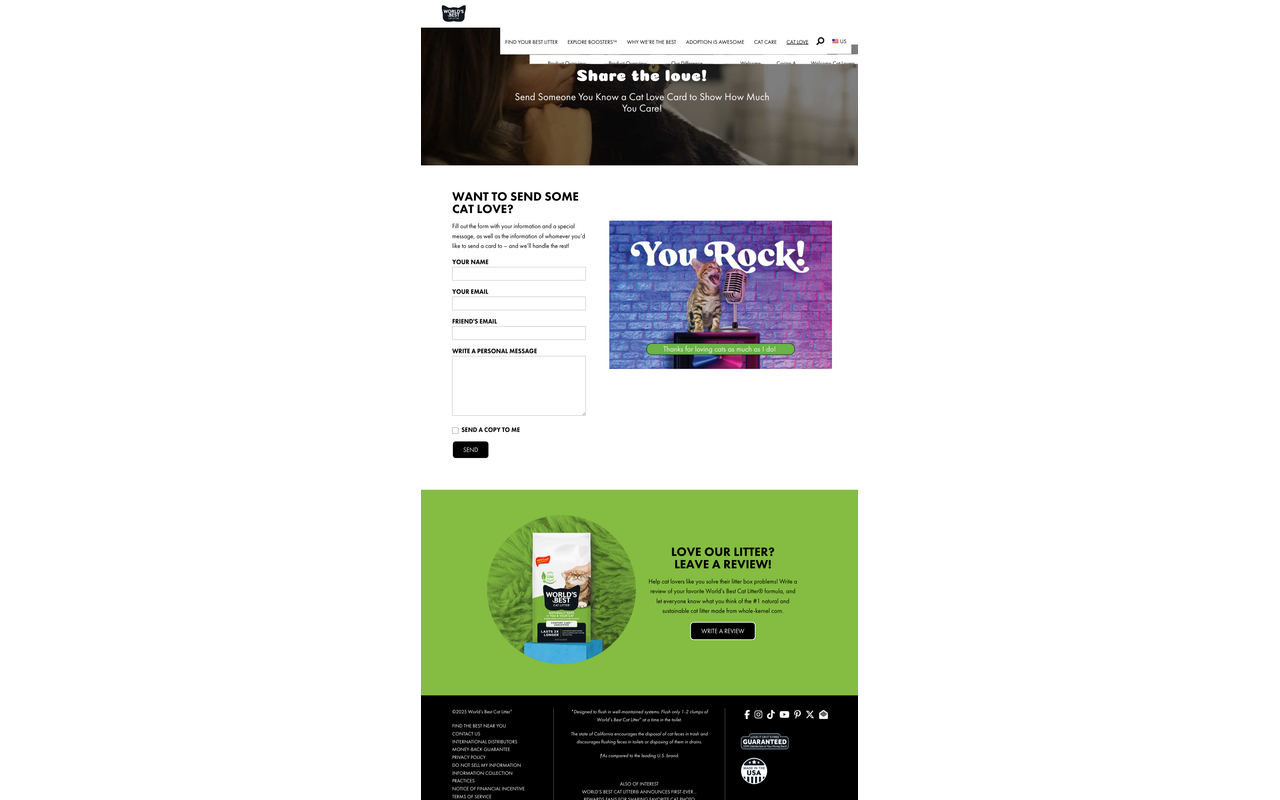 WORLD'S
BEST
FIND YOUR BEST LITTER
EXPLORE BOOSTERS™
WHY WE'RE THE BEST
ADOPTION IS AWESOME
CAT CARE
CAT LOVE
US
Share the love!
Send Someone You Know a Cat Love Card to Show How Much
You Care!
WANT TO SEND SOME
CAT LOVE?
Fill out the form with your information and a special
message, as well as the information of whomever you'd
like to send a card to – and we'll handle the rest!
YOUR NAME
YOUR EMAIL
FRIEND'S EMAIL
WRITE A PERSONAL MESSAGE
SEND A COPY TO ME
SEND
You Rock!
Thanks for loving cats as much as I do!
WORLD'S
BEST
CAT LITTER
LASTS 2X
LONGER
LOVE OUR LITTER?
LEAVE A REVIEW!
Help cat lovers like you solve their litter box problems! Write a
review of your favorite World's Best Cat Litter® formula, and
let everyone know what you think of the #1 natural and
sustainable cat litter made from whole-kernel corn.
WRITE A REVIEW
©2025 World's Best Cat Litter®
FIND THE BEST NEAR YOU
CONTACT US
INTERNATIONAL DISTRIBUTORS
MONEY-BACK GUARANTEE
PRIVACY POLICY
DO NOT SELL MY INFORMATION
INFORMATION COLLECTION
PRACTICES
NOTICE OF FINANCIAL INCENTIVE
TERMS OF SERVICE
*Designed to flush in well-maintained systems. Flush only 1-2 clumps of
World's Best Cat Litter® at a time in the toilet.
The state of California encourages the disposal of cat feces in trash and
discourages flushing feces in toilets or disposing of them in drains.
†As compared to the leading U.S. brand.
ALSO OF INTEREST
WORLD'S BEST CAT LITTER® ANNOUNCES FIRST-EVER...
REWARDS FANS FOR SHARING FAVORITE CAT PHOTO
GUARANTEED
MADE IN THE
USA